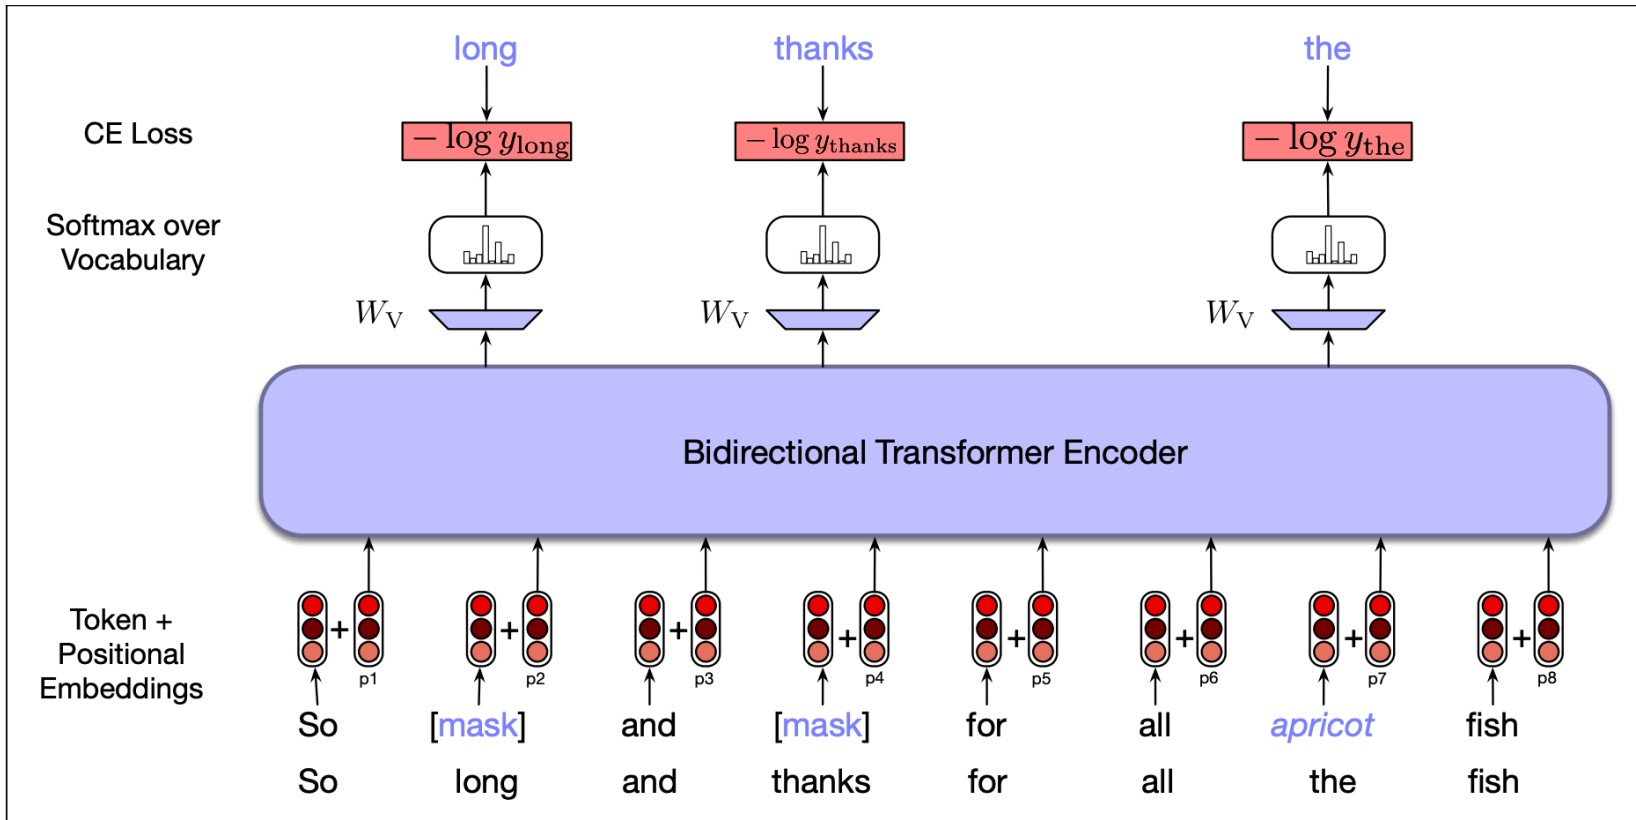 long thanks the
CE Loss − log y_long − log y_thanks − log y_the
Softmax over
Vocabulary
W_V W_V W_V
Bidirectional Transformer Encoder
+ + + + + + + +
Token +
Positional
Embeddings
p1 p2 p3 p4 p5 p6 p7 p8
So [mask] and [mask] for all apricot fish
So long and thanks for all the fish